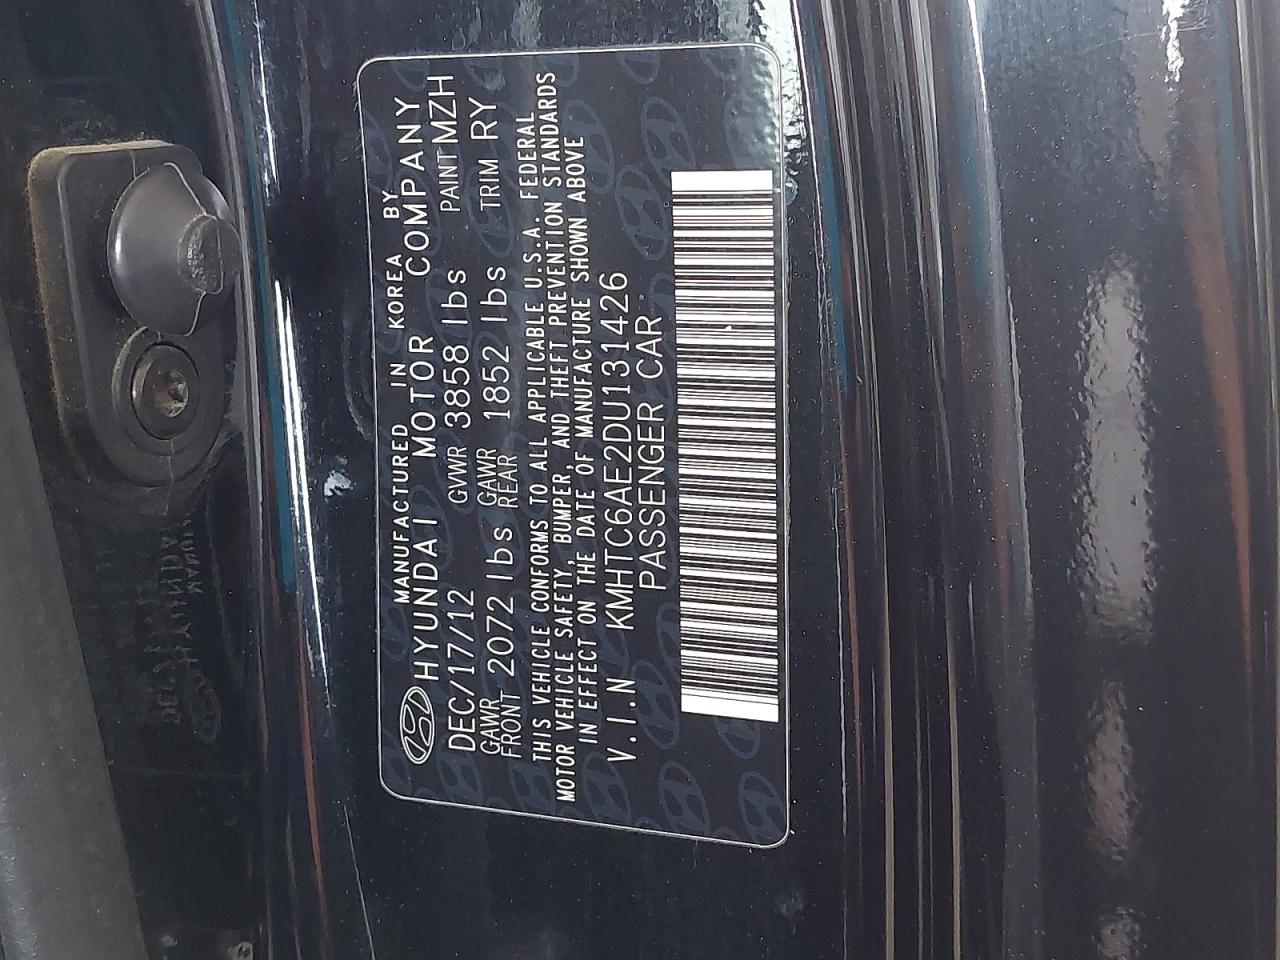 MANUFACTURED IN KOREA BY
HYUNDAI MOTOR COMPANY
DEC/17/12 GVWR 3858 lbs PAINT MZH
GAWR FRONT 2072 lbs GAWR REAR 1852 lbs TRIM RY
THIS VEHICLE CONFORMS TO ALL APPLICABLE U.S.A. FEDERAL
MOTOR VEHICLE SAFETY, BUMPER, AND THEFT PREVENTION STANDARDS
IN EFFECT ON THE DATE OF MANUFACTURE SHOWN ABOVE
V.I.N KMHTC6AE2DU131426
PASSENGER CAR